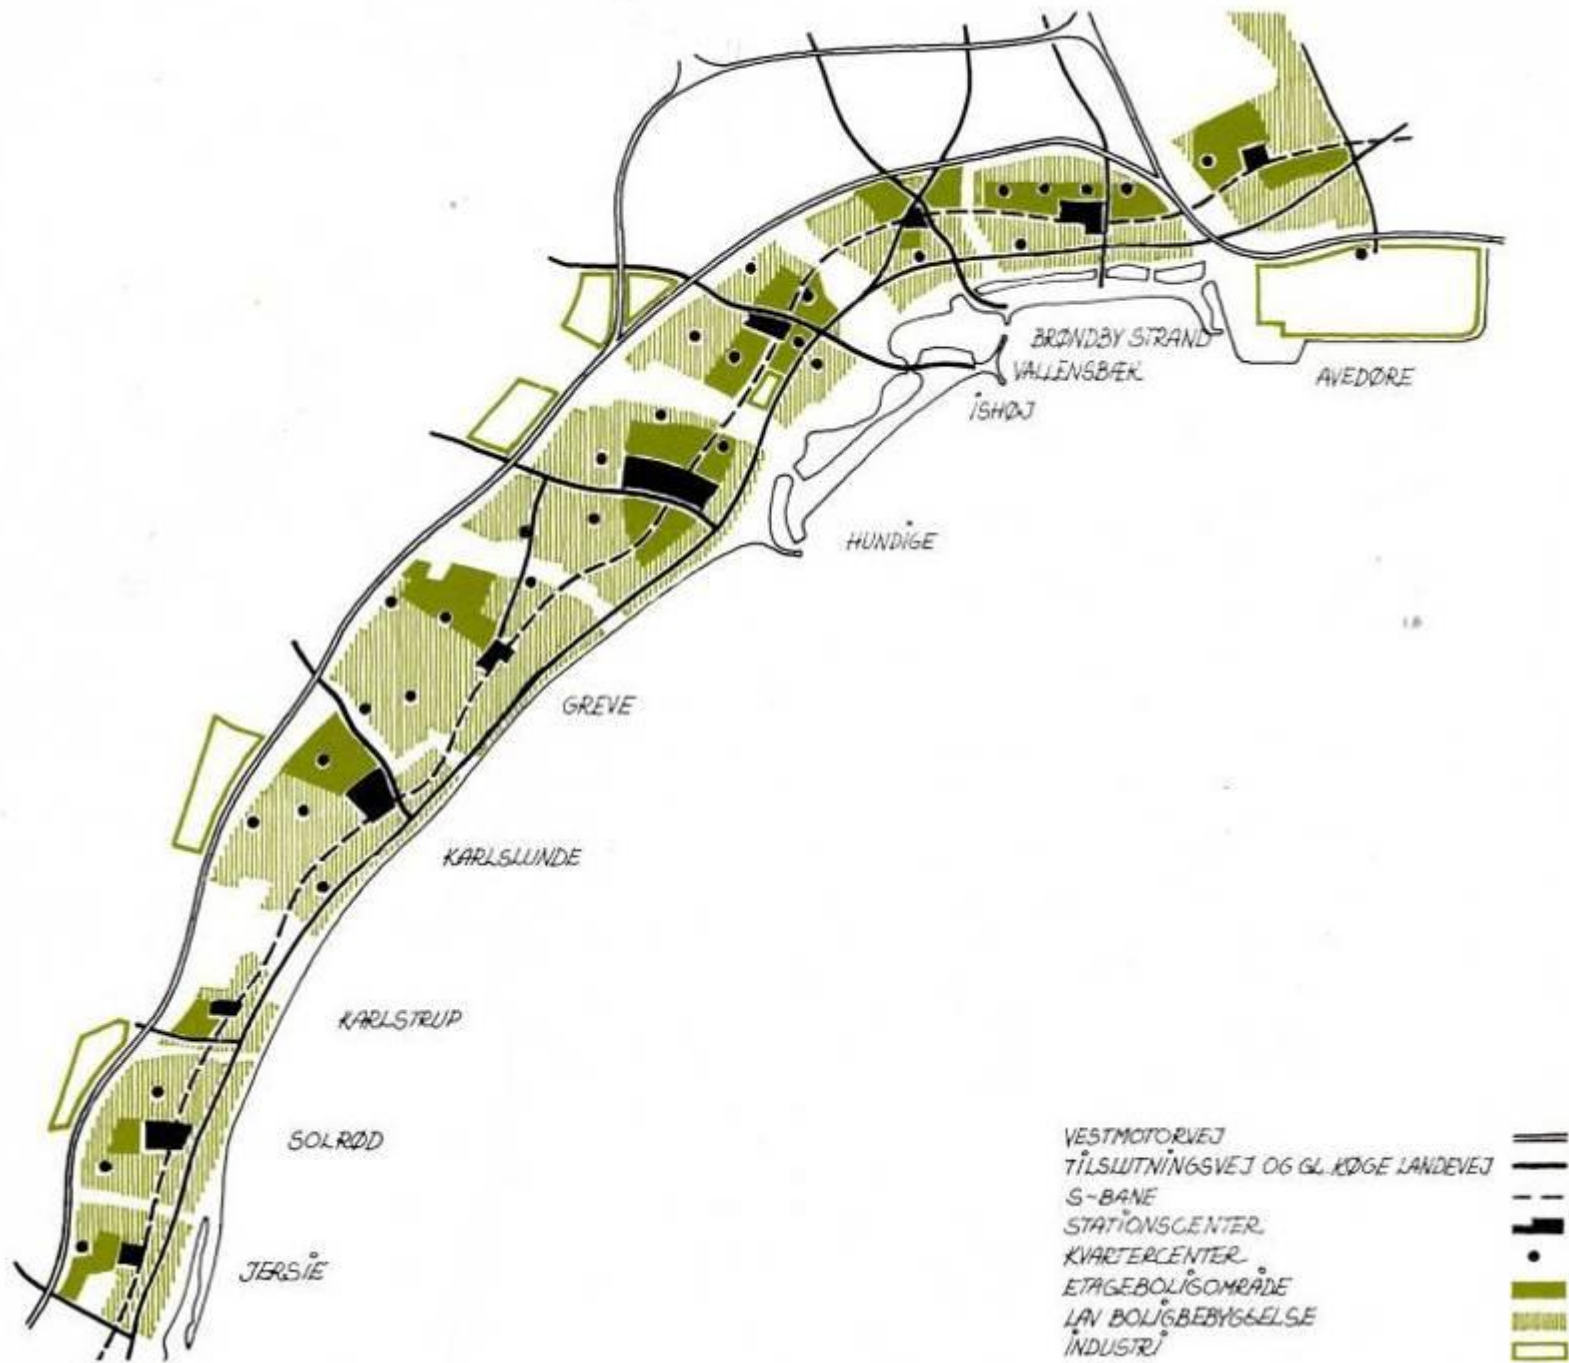 BRØNDBY STRAND
VALLENSBÆK
ISHØJ
AVEDØRE
HUNDIGE
GREVE
KARLSLUNDE
KARLSTRUP
SOLRØD
JERSIE
VESTMOTORVEJ
TILSLUTNINGSVEJ OG GL. KØGE LANDEVEJ
S-BANE
STATIONSCENTER
KVARTERCENTER
ETAGEBOLIGOMRÅDE
LAV BOLIGBEBYGGELSE
INDUSTRI